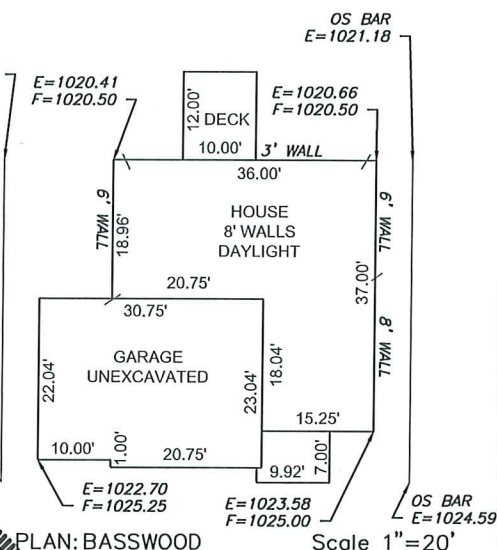 OS BAR
E=1021.18
E=1020.41
F=1020.50
E=1020.66
F=1020.50
12.00'
DECK
10.00'
3' WALL
36.00'
6' WALL
18.96'
HOUSE
8' WALLS
DAYLIGHT
6' WALL
37.00'
8' WALL
20.75'
30.75'
GARAGE
UNEXCAVATED
22.04'
23.04'
18.04'
15.25'
10.00'
1.00'
20.75'
9.92'
7.00'
E=1022.70
F=1025.25
E=1023.58
F=1025.00
OS BAR
E=1024.59
PLAN: BASSWOOD
Scale 1"=20'